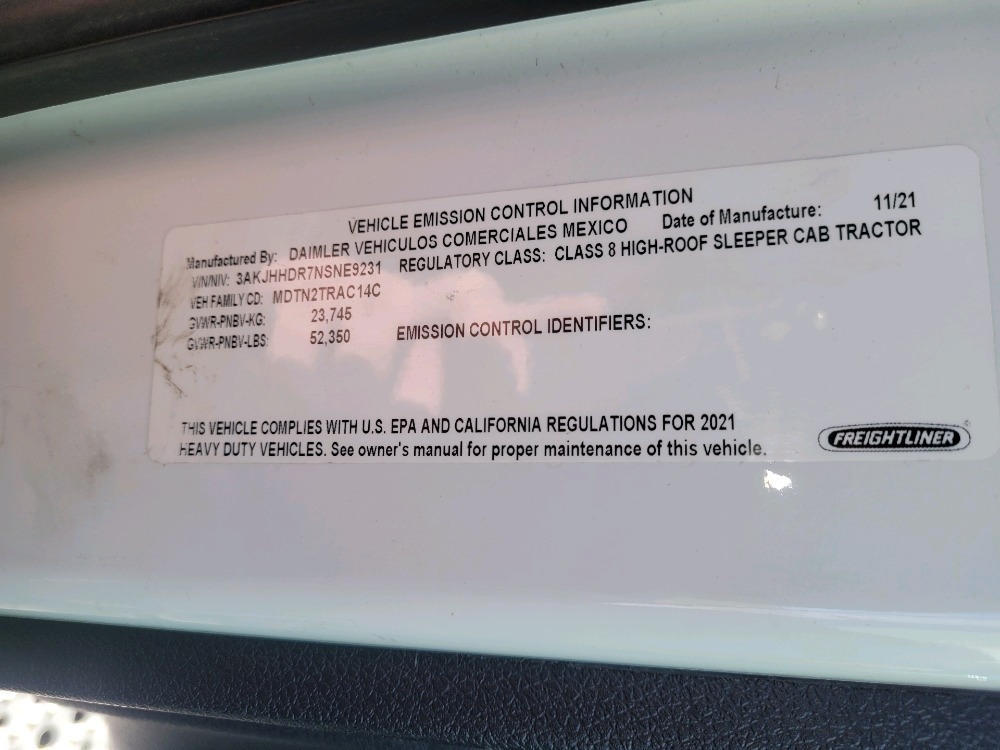 VEHICLE EMISSION CONTROL INFORMATION
Manufactured By: DAIMLER VEHICULOS COMERCIALES MEXICO Date of Manufacture: 11/21
VIN/NIV: 3AKJHHDR7NSNE9231 REGULATORY CLASS: CLASS 8 HIGH-ROOF SLEEPER CAB TRACTOR
VEH FAMILY CD: MDTN2TRAC14C
GVWR-PNBV-KG: 23,745
GVWR-PNBV-LBS: 52,350 EMISSION CONTROL IDENTIFIERS:
THIS VEHICLE COMPLIES WITH U.S. EPA AND CALIFORNIA REGULATIONS FOR 2021
HEAVY DUTY VEHICLES. See owner's manual for proper maintenance of this vehicle.
FREIGHTLINER®